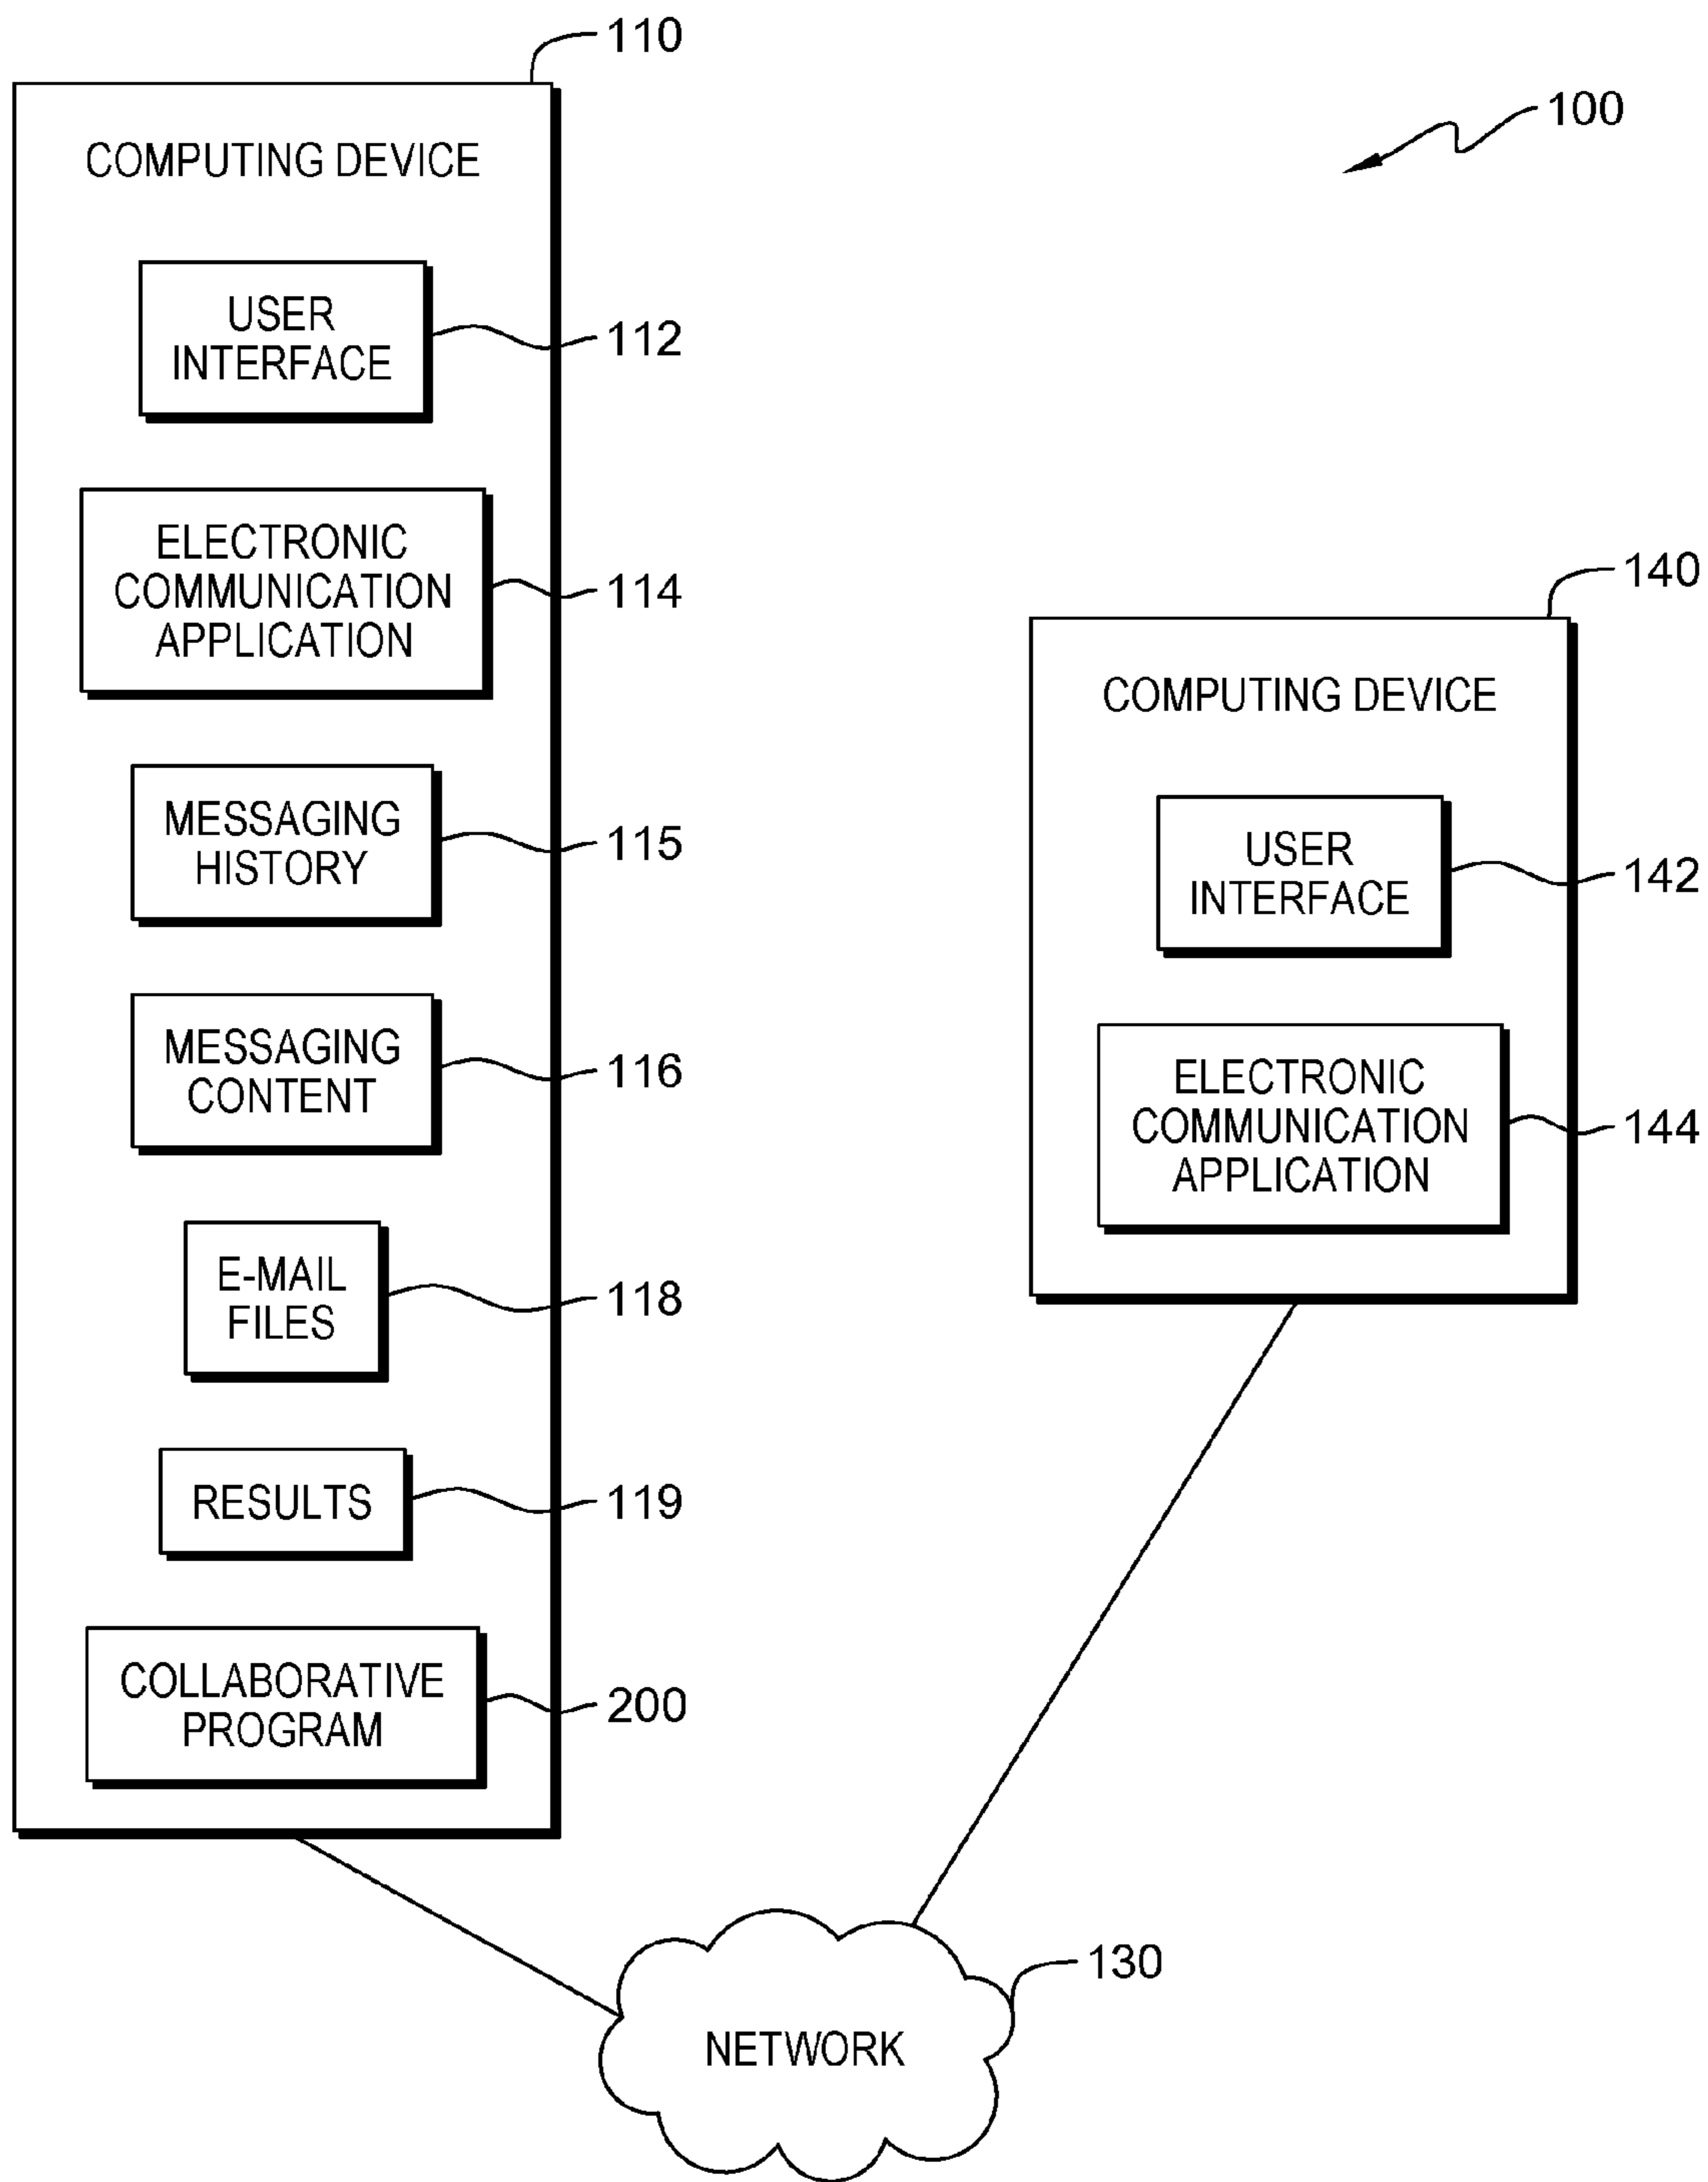 110
100
COMPUTING DEVICE
USER
INTERFACE
112
ELECTRONIC
COMMUNICATION
APPLICATION
114
MESSAGING
HISTORY
115
MESSAGING
CONTENT
116
E-MAIL
FILES
118
RESULTS
119
COLLABORATIVE
PROGRAM
200
140
COMPUTING DEVICE
USER
INTERFACE
142
ELECTRONIC
COMMUNICATION
APPLICATION
144
130
NETWORK